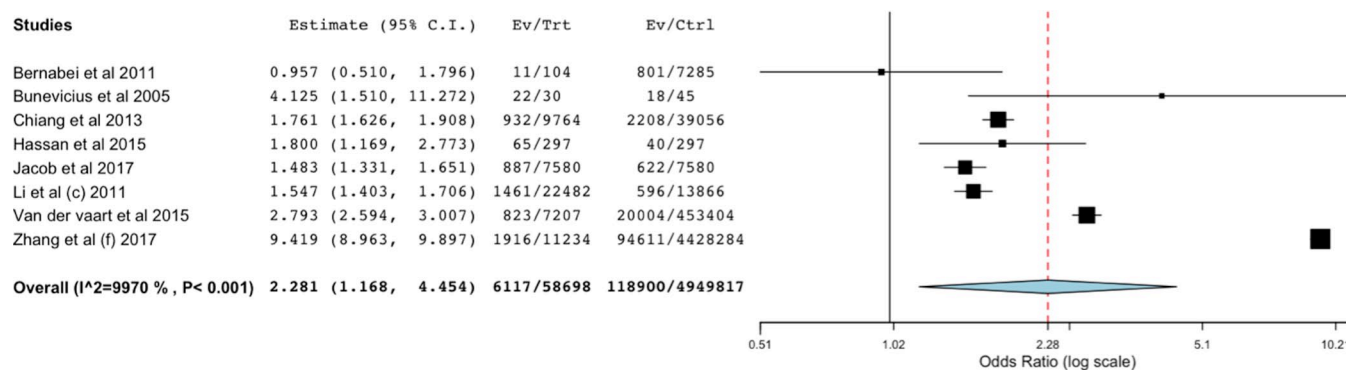 Studies Estimate (95% C.I.) Ev/Trt Ev/Ctrl
Bernabei et al 2011 0.957 (0.510, 1.796) 11/104 801/7285
Bunevicius et al 2005 4.125 (1.510, 11.272) 22/30 18/45
Chiang et al 2013 1.761 (1.626, 1.908) 932/9764 2208/39056
Hassan et al 2015 1.800 (1.169, 2.773) 65/297 40/297
Jacob et al 2017 1.483 (1.331, 1.651) 887/7580 622/7580
Li et al (c) 2011 1.547 (1.403, 1.706) 1461/22482 596/13866
Van der vaart et al 2015 2.793 (2.594, 3.007) 823/7207 20004/453404
Zhang et al (f) 2017 9.419 (8.963, 9.897) 1916/11234 94611/4428284
Overall (I^2=9970 % , P< 0.001) 2.281 (1.168, 4.454) 6117/58698 118900/4949817
0.51 1.02 2.28 5.1 10.21
Odds Ratio (log scale)